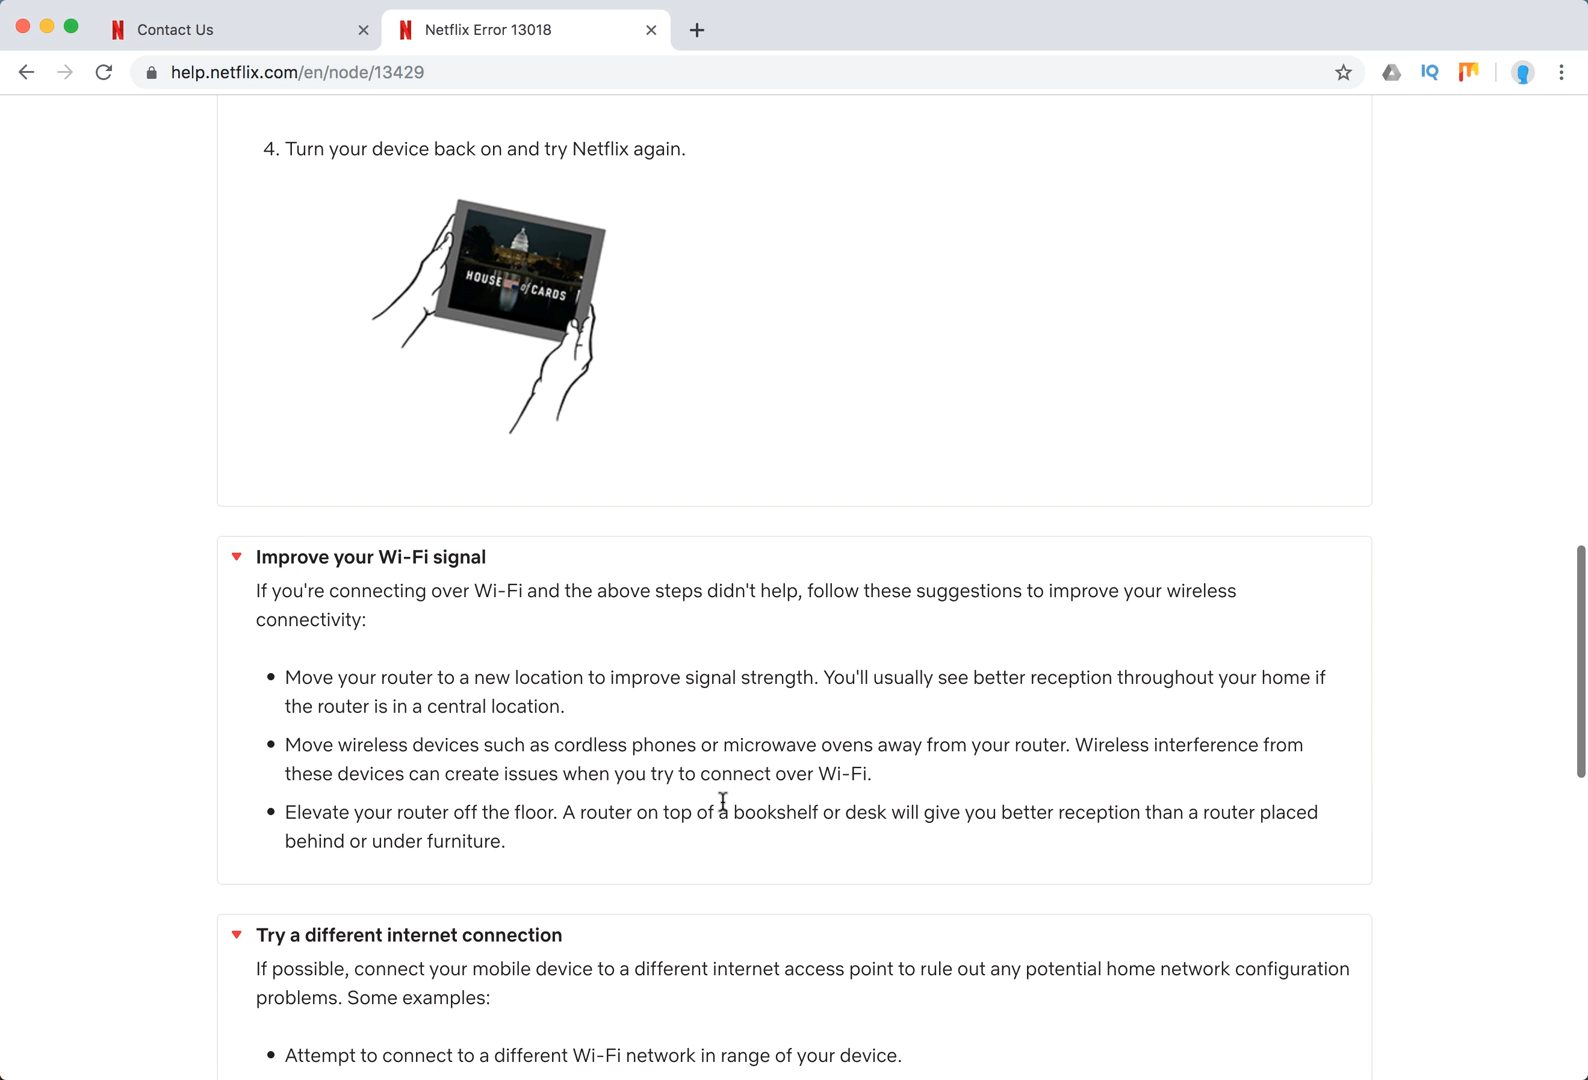 Contact Us
Netflix Error 13018
help.netflix.com/en/node/13429
IQ
4. Turn your device back on and try Netflix again.
HOUSE of CARDS
Improve your Wi-Fi signal
If you're connecting over Wi-Fi and the above steps didn't help, follow these suggestions to improve your wireless
connectivity:
• Move your router to a new location to improve signal strength. You'll usually see better reception throughout your home if
the router is in a central location.
• Move wireless devices such as cordless phones or microwave ovens away from your router. Wireless interference from
these devices can create issues when you try to connect over Wi-Fi.
• Elevate your router off the floor. A router on top of a bookshelf or desk will give you better reception than a router placed
behind or under furniture.
Try a different internet connection
If possible, connect your mobile device to a different internet access point to rule out any potential home network configuration
problems. Some examples:
• Attempt to connect to a different Wi-Fi network in range of your device.